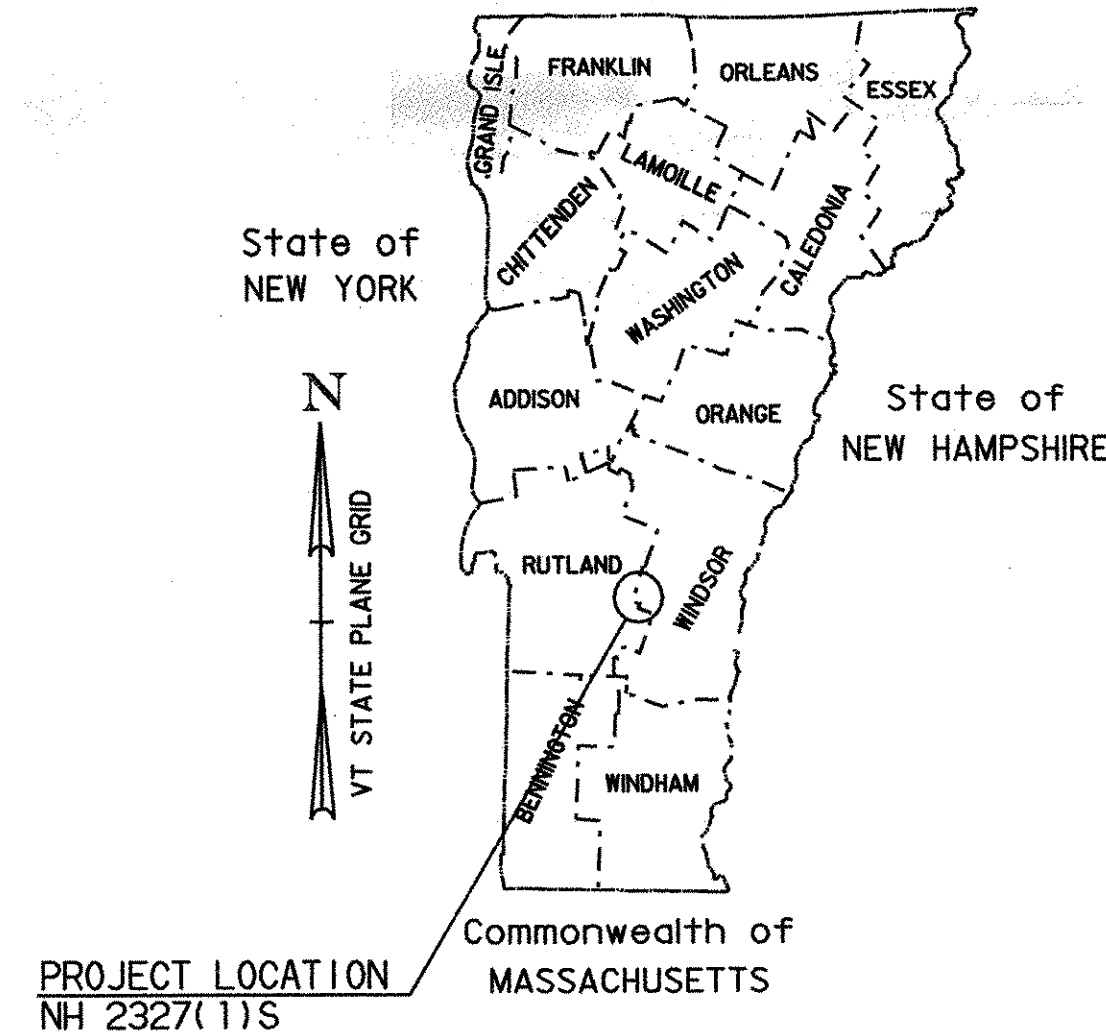 GRAND ISLE
FRANKLIN
ORLEANS
ESSEX
LAMOILLE
CHITTENDEN
CALEDONIA
State of
NEW YORK
WASHINGTON
N
ADDISON
ORANGE
State of
NEW HAMPSHIRE
VT STATE PLANE GRID
RUTLAND
WINDSOR
BENNINGTON
WINDHAM
Commonwealth of
MASSACHUSETTS
PROJECT LOCATION
NH 2327(1)S